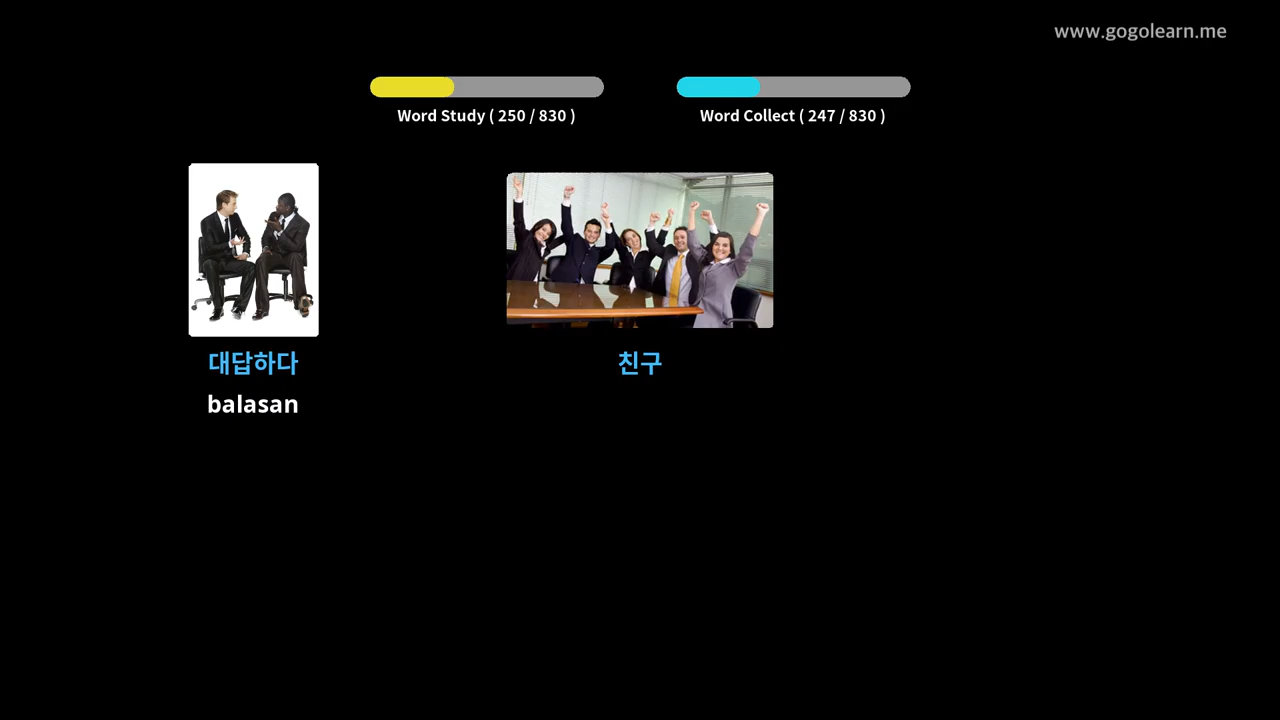 www.gogolearn.me
Word Study ( 250 / 830 )
Word Collect ( 247 / 830 )
대답하다
balasan
친구